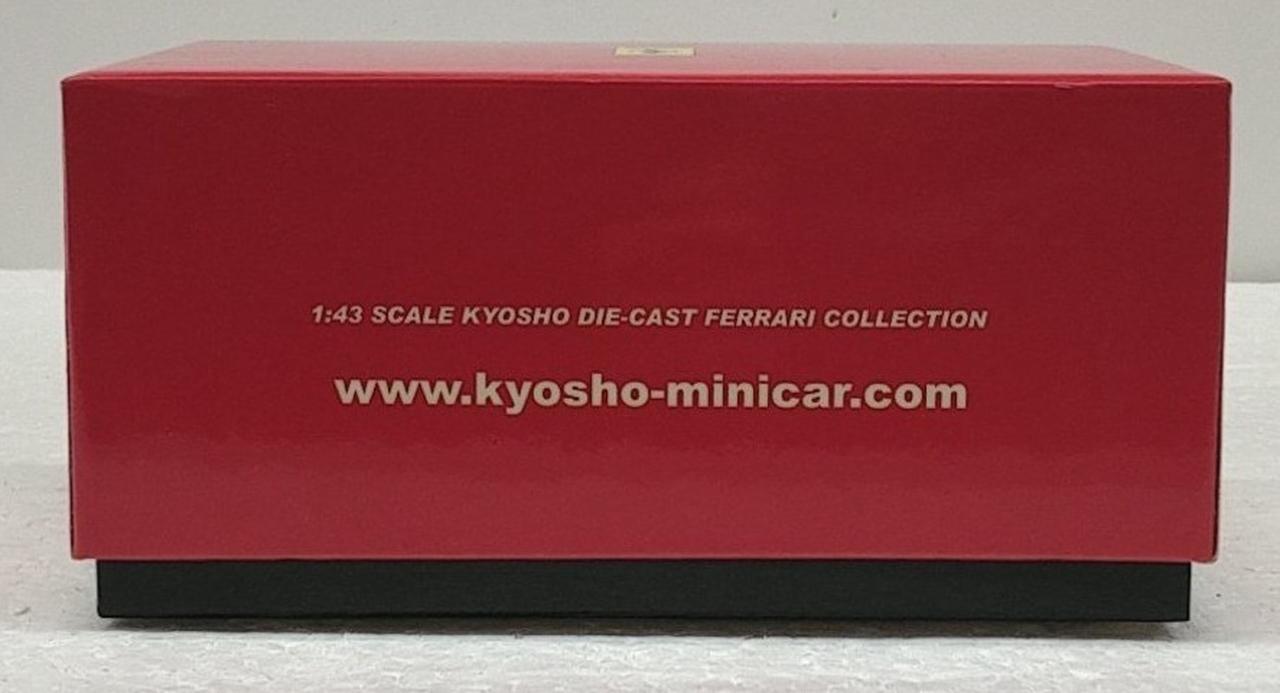 1:43 SCALE KYOSHO DIE-CAST FERRARI COLLECTION
www.kyosho-minicar.com